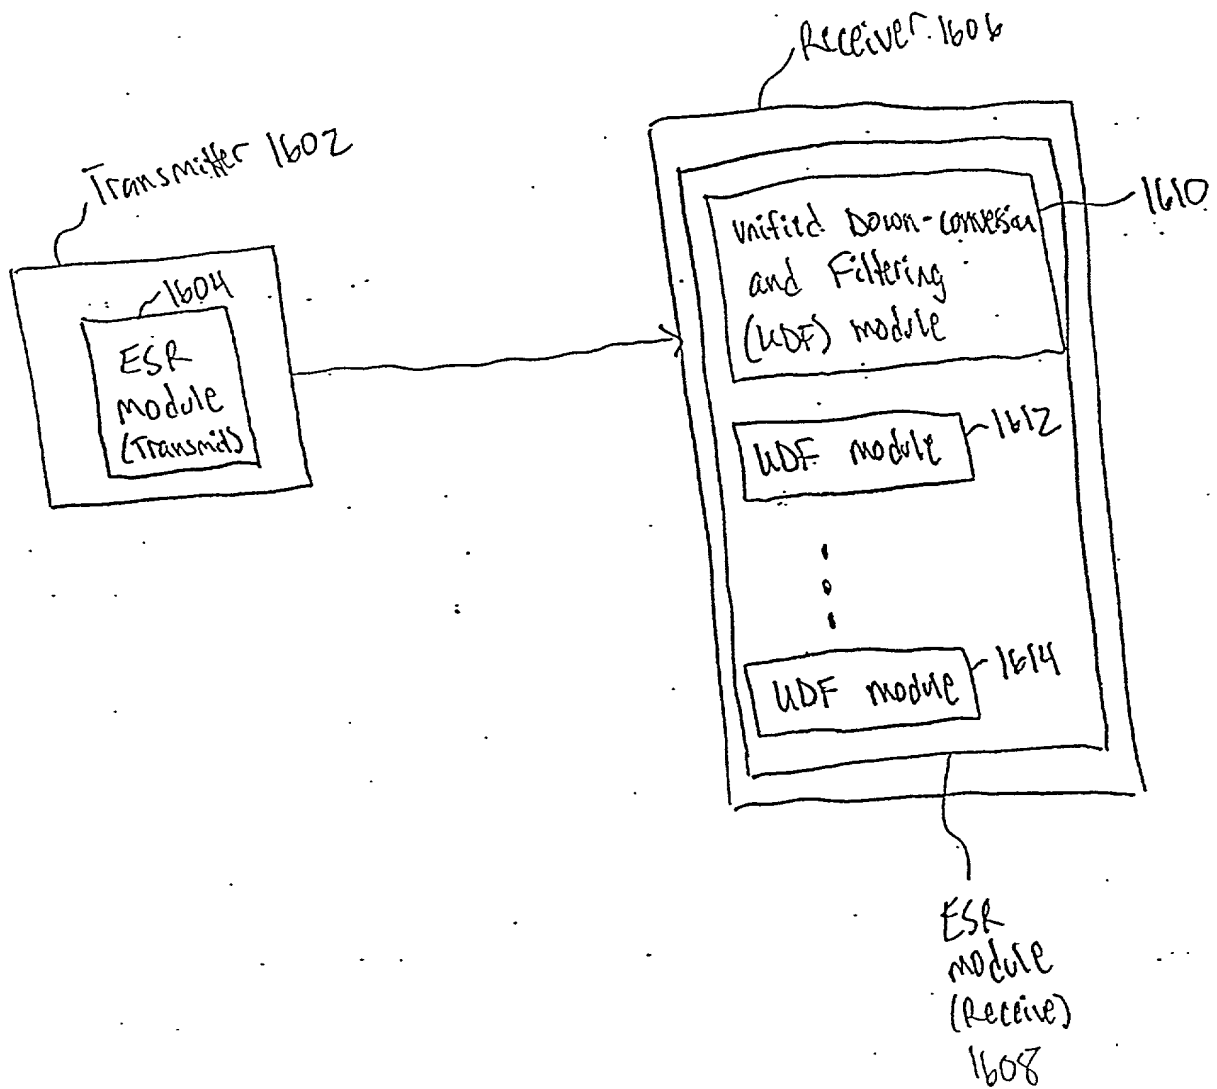 Receiver 1606
Transmitter 1602
1604
ESR
module
(Transmit)
1610
Unified Down-conversion
and Filtering
(UDF) module
1612
UDF module
1614
UDF module
ESR
module
(Receive)
1608